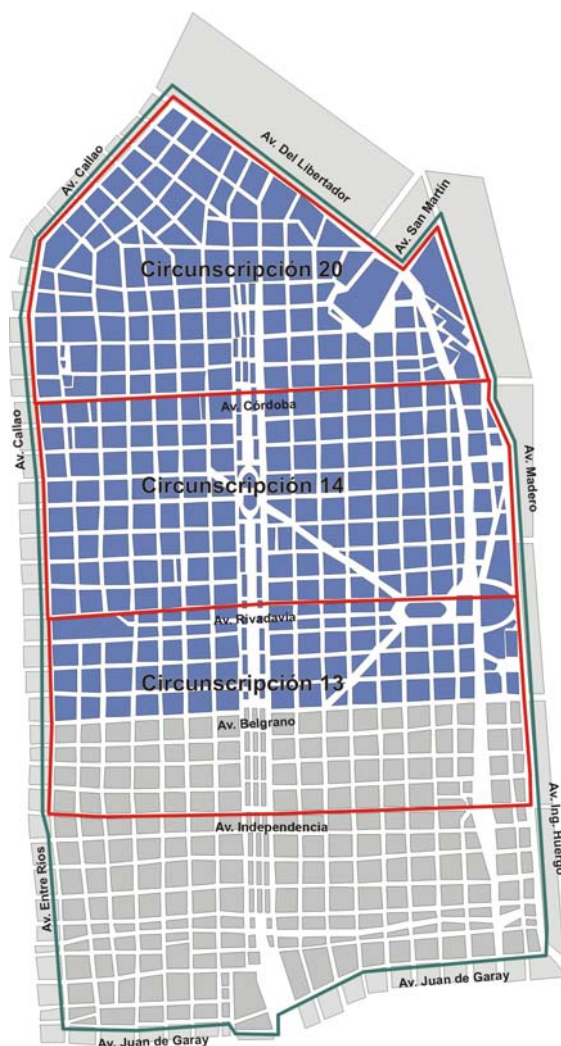 Av. Callao
Av. Del Libertador
Av. San Martín
Circunscripción 20
Av. Callao
Av. Córdoba
Av. Madero
Circunscripción 14
Av. Rivadavia
Circunscripción 13
Av. Belgrano
Av. Independencia
Av. Ing. Huergo
Av. Entre Rios
Av. Juan de Garay
Av. Juan de Garay